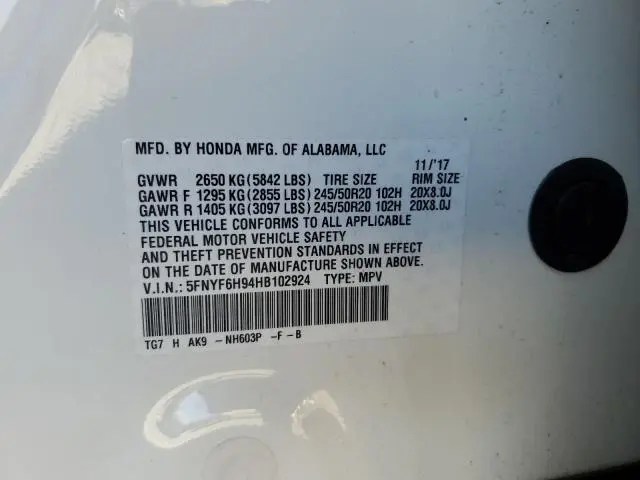 MFD. BY HONDA MFG. OF ALABAMA, LLC
11/'17
GVWR 2650 KG(5842 LBS) TIRE SIZE RIM SIZE
GAWR F 1295 KG(2855 LBS)245/50R20 102H 20X8.0J
GAWR R 1405 KG(3097 LBS)245/50R20 102H 20X8.0J
THIS VEHICLE CONFORMS TO ALL APPLICABLE
FEDERAL MOTOR VEHICLE SAFETY
AND THEFT PREVENTION STANDARDS IN EFFECT
ON THE DATE OF MANUFACTURE SHOWN ABOVE.
V.I.N.: 5FNYF6H94HB102924 TYPE: MPV
TG7 H AK9 -NH603P -F-B